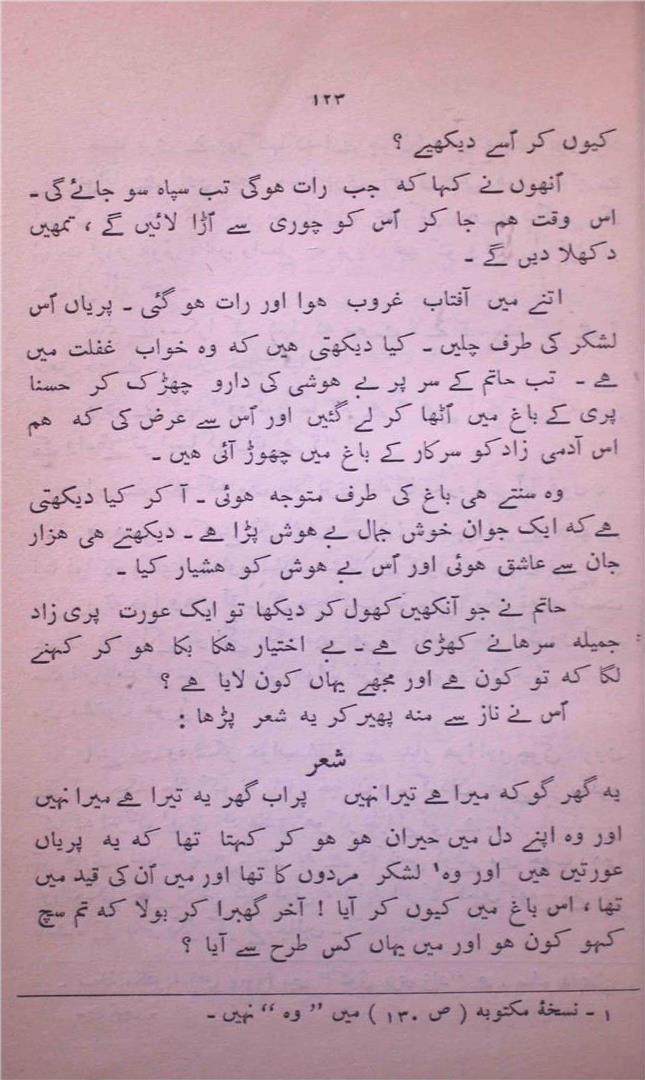 ۱۲۳
کیوں کر اُسے دیکھیے ؟
اُنھوں نے کہا کہ جب رات ہوگی تب سپاہ سو جائے گی ۔
اس وقت ہم جا کر اُس کو چوری سے اُڑا لائیں گے ، تمھیں
دکھلا دیں گے ۔
اتنے میں آفتاب غروب ہوا اور رات ہو گئی ۔ پریاں اُس
لشکر کی طرف چلیں ۔ کیا دیکھتی ہیں کہ وہ خواب غفلت میں
ہے ۔ تب حاتم کے سر پر بے ہوشی کی دارو چھڑک کر حسنا
پری کے باغ میں اُٹھا کر لے گئیں اور اُس سے عرض کی کہ ہم
اس آدمی زاد کو سرکار کے باغ میں چھوڑ آئی ہیں ۔
وہ سنتے ہی باغ کی طرف متوجہ ہوئی ۔ آ کر کیا دیکھتی
ہے کہ ایک جوان خوش جمال بے ہوش پڑا ہے ۔ دیکھتے ہی ہزار
جان سے عاشق ہوئی اور اُس بے ہوش کو ہشیار کیا ۔
حاتم نے جو آنکھیں کھول کر دیکھا تو ایک عورت پری زاد
جمیلہ سرہانے کھڑی ہے ۔ بے اختیار ہکا بکا ہو کر کہنے
لگا کہ تو کون ہے اور مجھے یہاں کون لایا ہے ؟
اُس نے ناز سے منہ پھیر کر یہ شعر پڑھا :
شعر
یہ گھر گو کہ میرا ہے تیرا نہیں پر اب گھر یہ تیرا ہے میرا نہیں
اور وہ اپنے دل میں حیران ہو ہو کر کہتا تھا کہ یہ پریاں
عورتیں ہیں اور وہ۱ لشکر مردوں کا تھا اور میں اُن کی قید میں
تھا ، اس باغ میں کیوں کر آیا ! آخر گھبرا کر بولا کہ تم سچ
کہو کون ہو اور میں یہاں کس طرح سے آیا ؟
۱ ۔ نسخۂ مکتوبہ ( ص ۱۳۰ ) میں ”وہ“ نہیں ۔